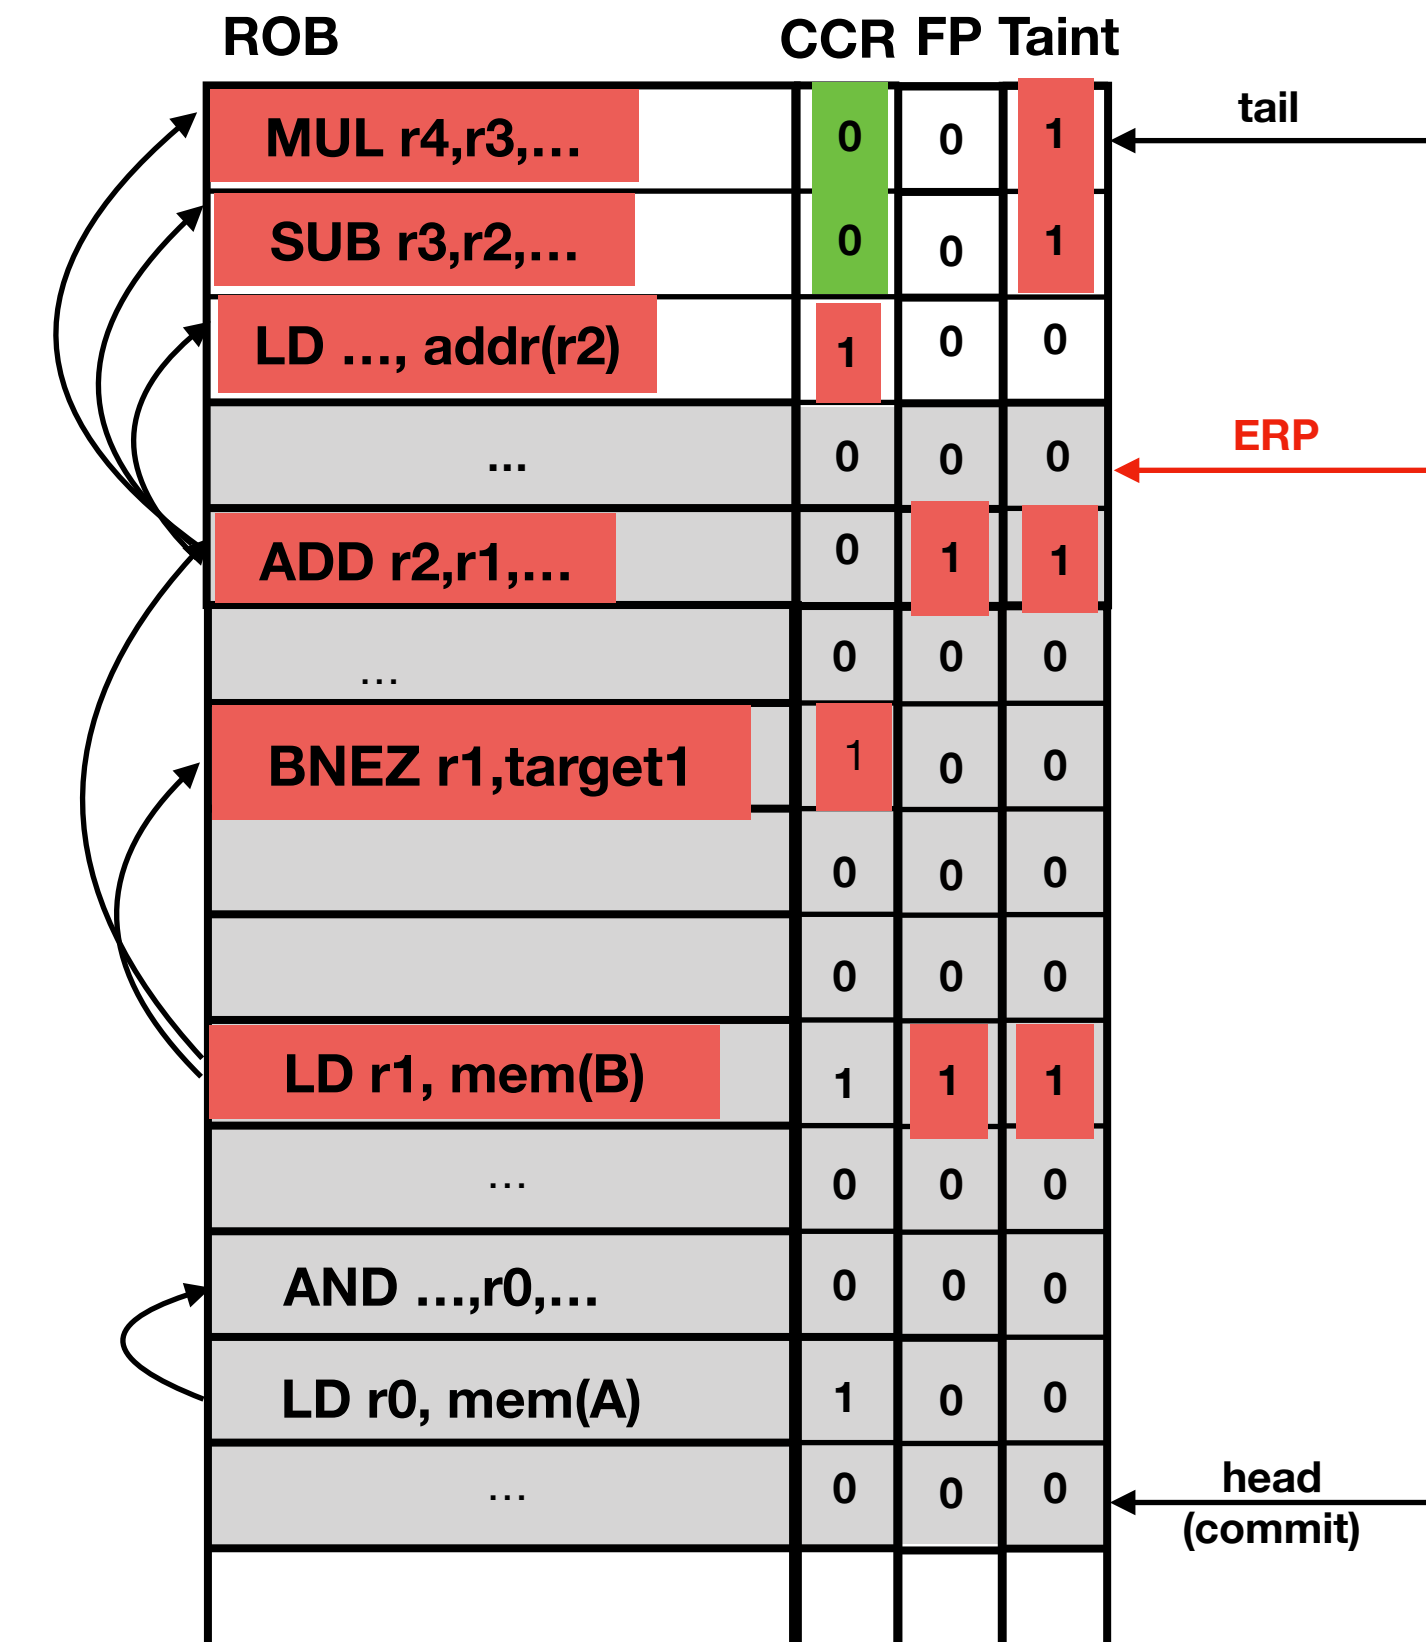 ROB CCR FP Taint
MUL r4,r3,... 0 0 1 tail
SUB r3,r2,... 0 0 1
LD ..., addr(r2) 1 0 0
... 0 0 0 ERP
ADD r2,r1,... 0 1 1
... 0 0 0
BNEZ r1,target1 1 0 0
0 0 0
0 0 0
LD r1, mem(B) 1 1 1
... 0 0 0
AND ...,r0,... 0 0 0
LD r0, mem(A) 1 0 0
... 0 0 0 head
(commit)